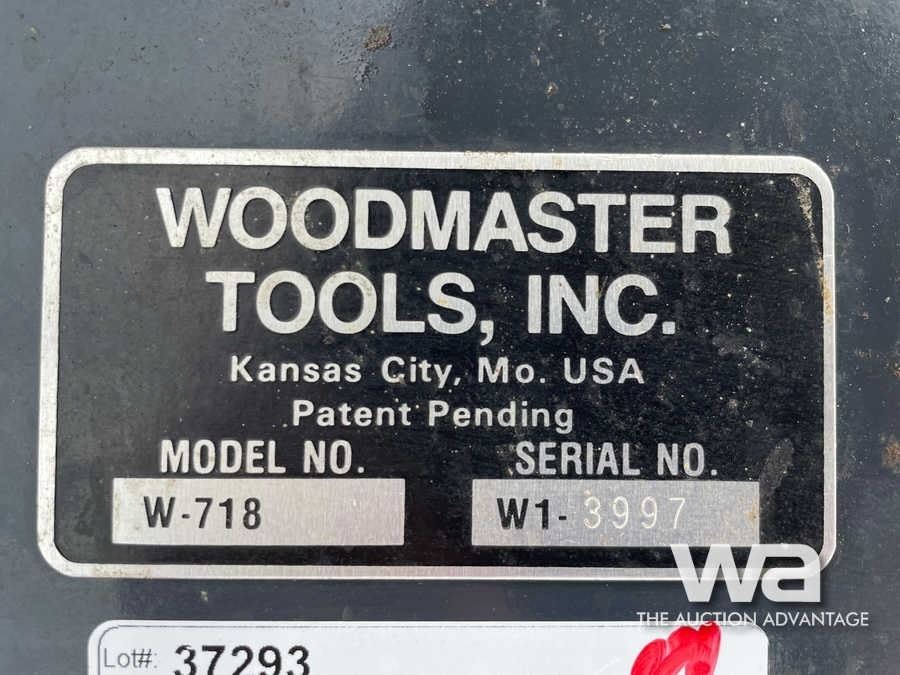 WOODMASTER
TOOLS, INC.
Kansas City, Mo. USA
Patent Pending
MODEL NO. SERIAL NO.
W-718 W1-3997
wa
THE AUCTION ADVANTAGE
Lot#: 37293